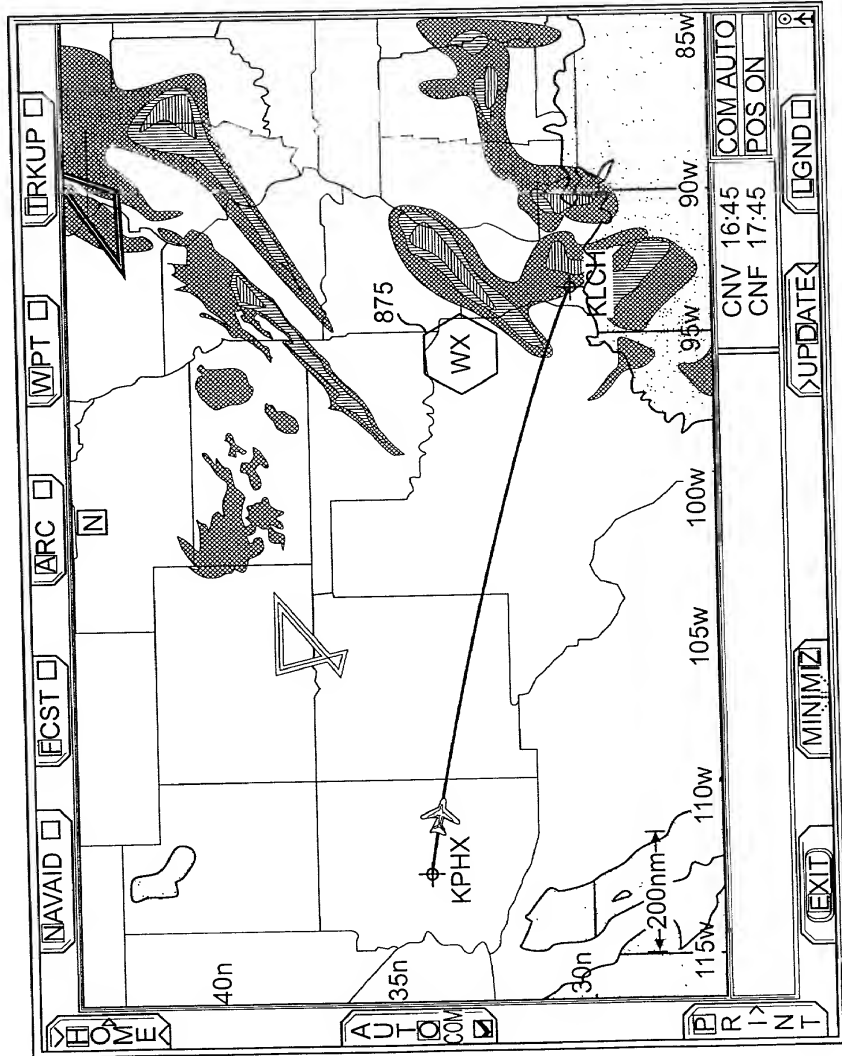 NAVAID
FCST
ARC
WPT
TRKUP
>HOME<
AUTO
COM
PRINT
N
40n
35n
30n
115w
110w
105w
100w
95w
90w
85w
KPHX
KLCH
WX
875
200nm
CNV 16:45
CNF 17:45
COM AUTO
POS ON
EXIT
MINIMIZ
>UPDATE<
LGND